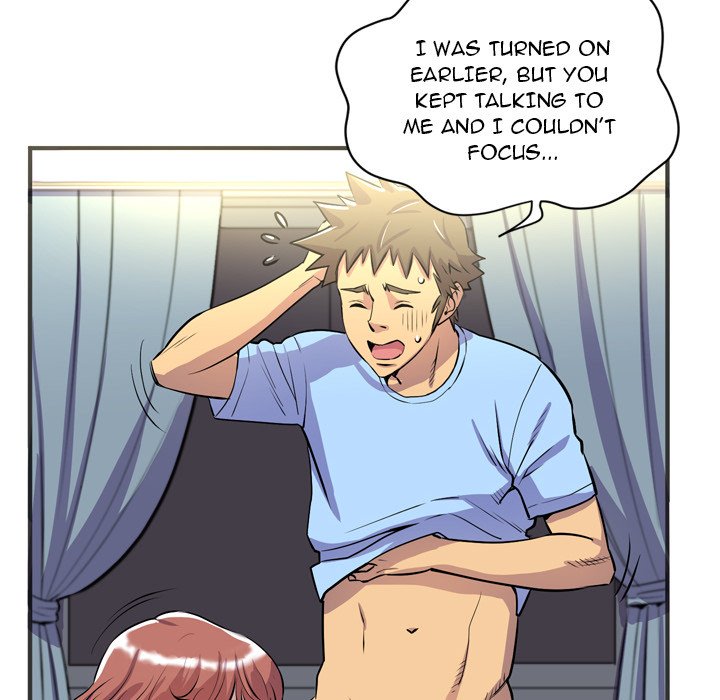 I WAS TURNED ON
EARLIER, BUT YOU
KEPT TALKING TO
ME AND I COULDN'T
FOCUS...